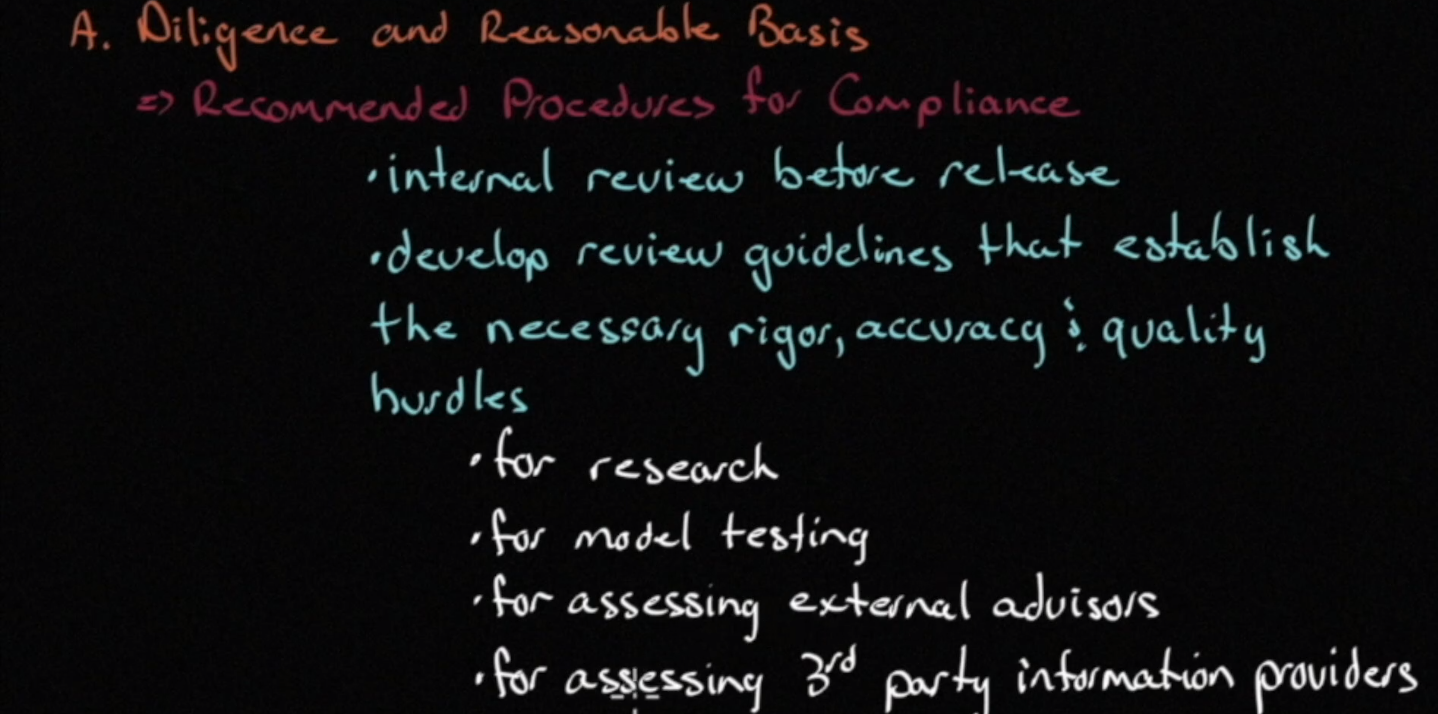 A. Diligence and Reasonable Basis
=> Recommended Procedures for Compliance
• internal review before release
• develop review guidelines that establish
the necessary rigor, accuracy & quality
hurdles
• for research
• for model testing
• for assessing external advisors
• for assessing 3rd party information providers